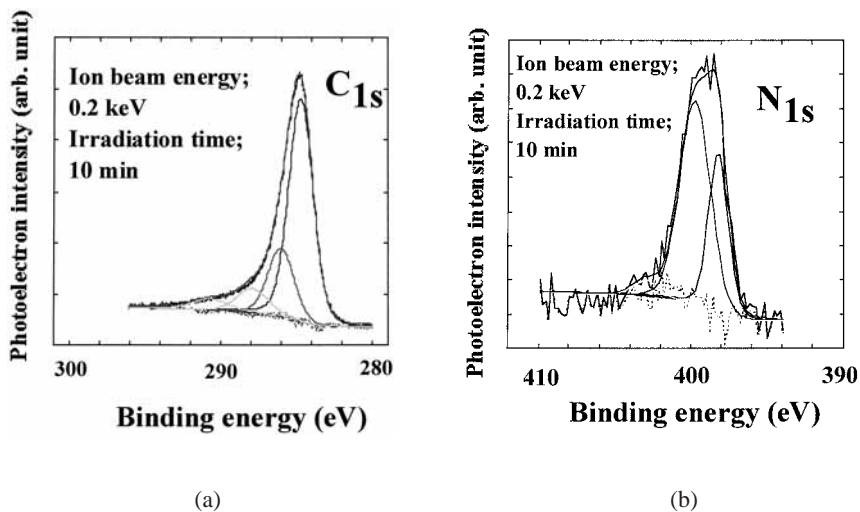 Photoelectron intensity (arb. unit)
Ion beam energy;
0.2 keV
Irradiation time;
10 min
C1s
300 290 280
Binding energy (eV)
(a)
Photoelectron intensity (arb. unit)
Ion beam energy;
0.2 keV
Irradiation time;
10 min
N1s
410 400 390
Binding energy (eV)
(b)